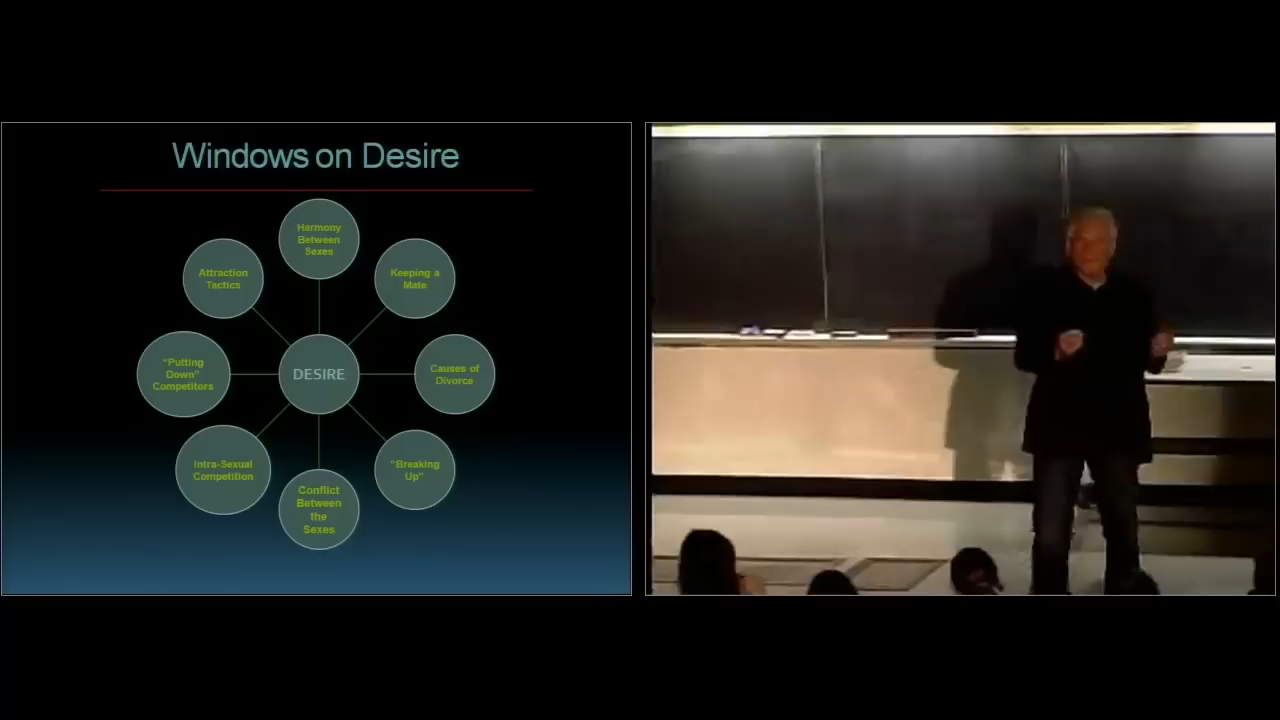 Windows on Desire
Harmony
Between
Sexes
Attraction
Tactics
Keeping a
Mate
"Putting
Down"
Competitors
DESIRE
Causes of
Divorce
Intra-Sexual
Competition
"Breaking
Up"
Conflict
Between
the
Sexes